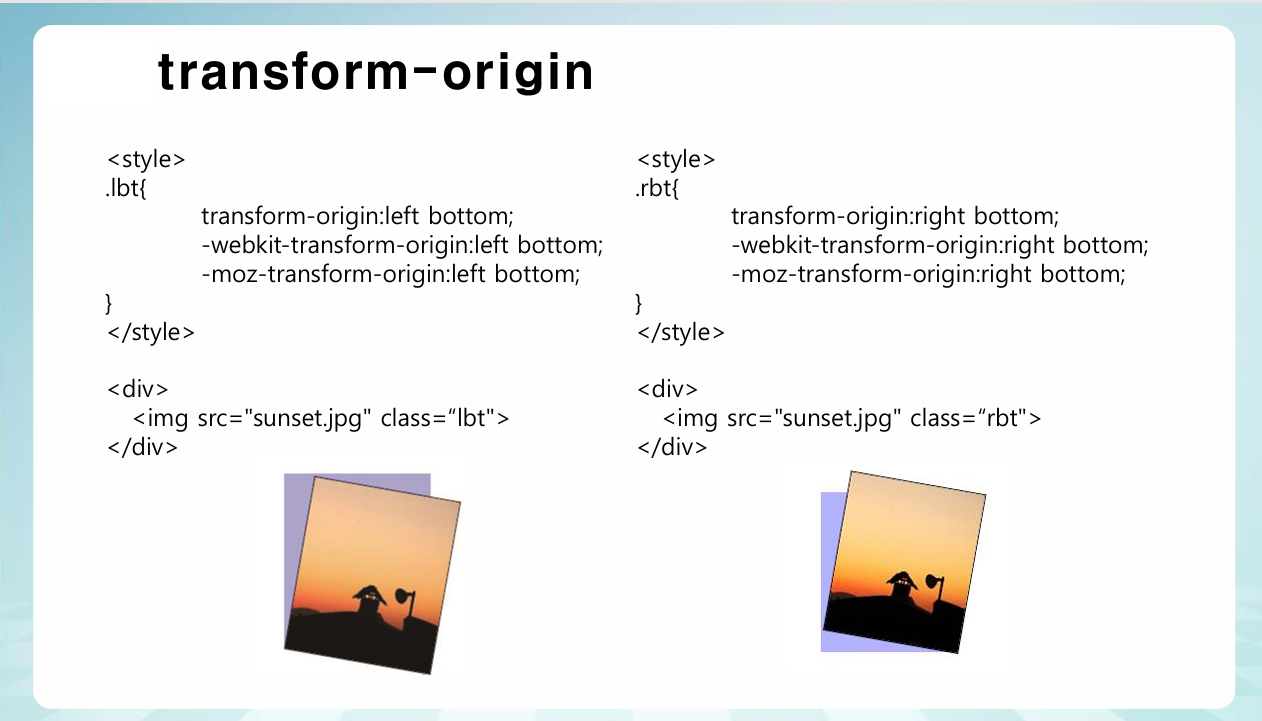 transform-origin
<style>
.lbt{
transform-origin:left bottom;
-webkit-transform-origin:left bottom;
-moz-transform-origin:left bottom;
}
</style>
<div>
<img src="sunset.jpg" class=“lbt">
</div>
<style>
.rbt{
transform-origin:right bottom;
-webkit-transform-origin:right bottom;
-moz-transform-origin:right bottom;
}
</style>
<div>
<img src="sunset.jpg" class=“rbt">
</div>